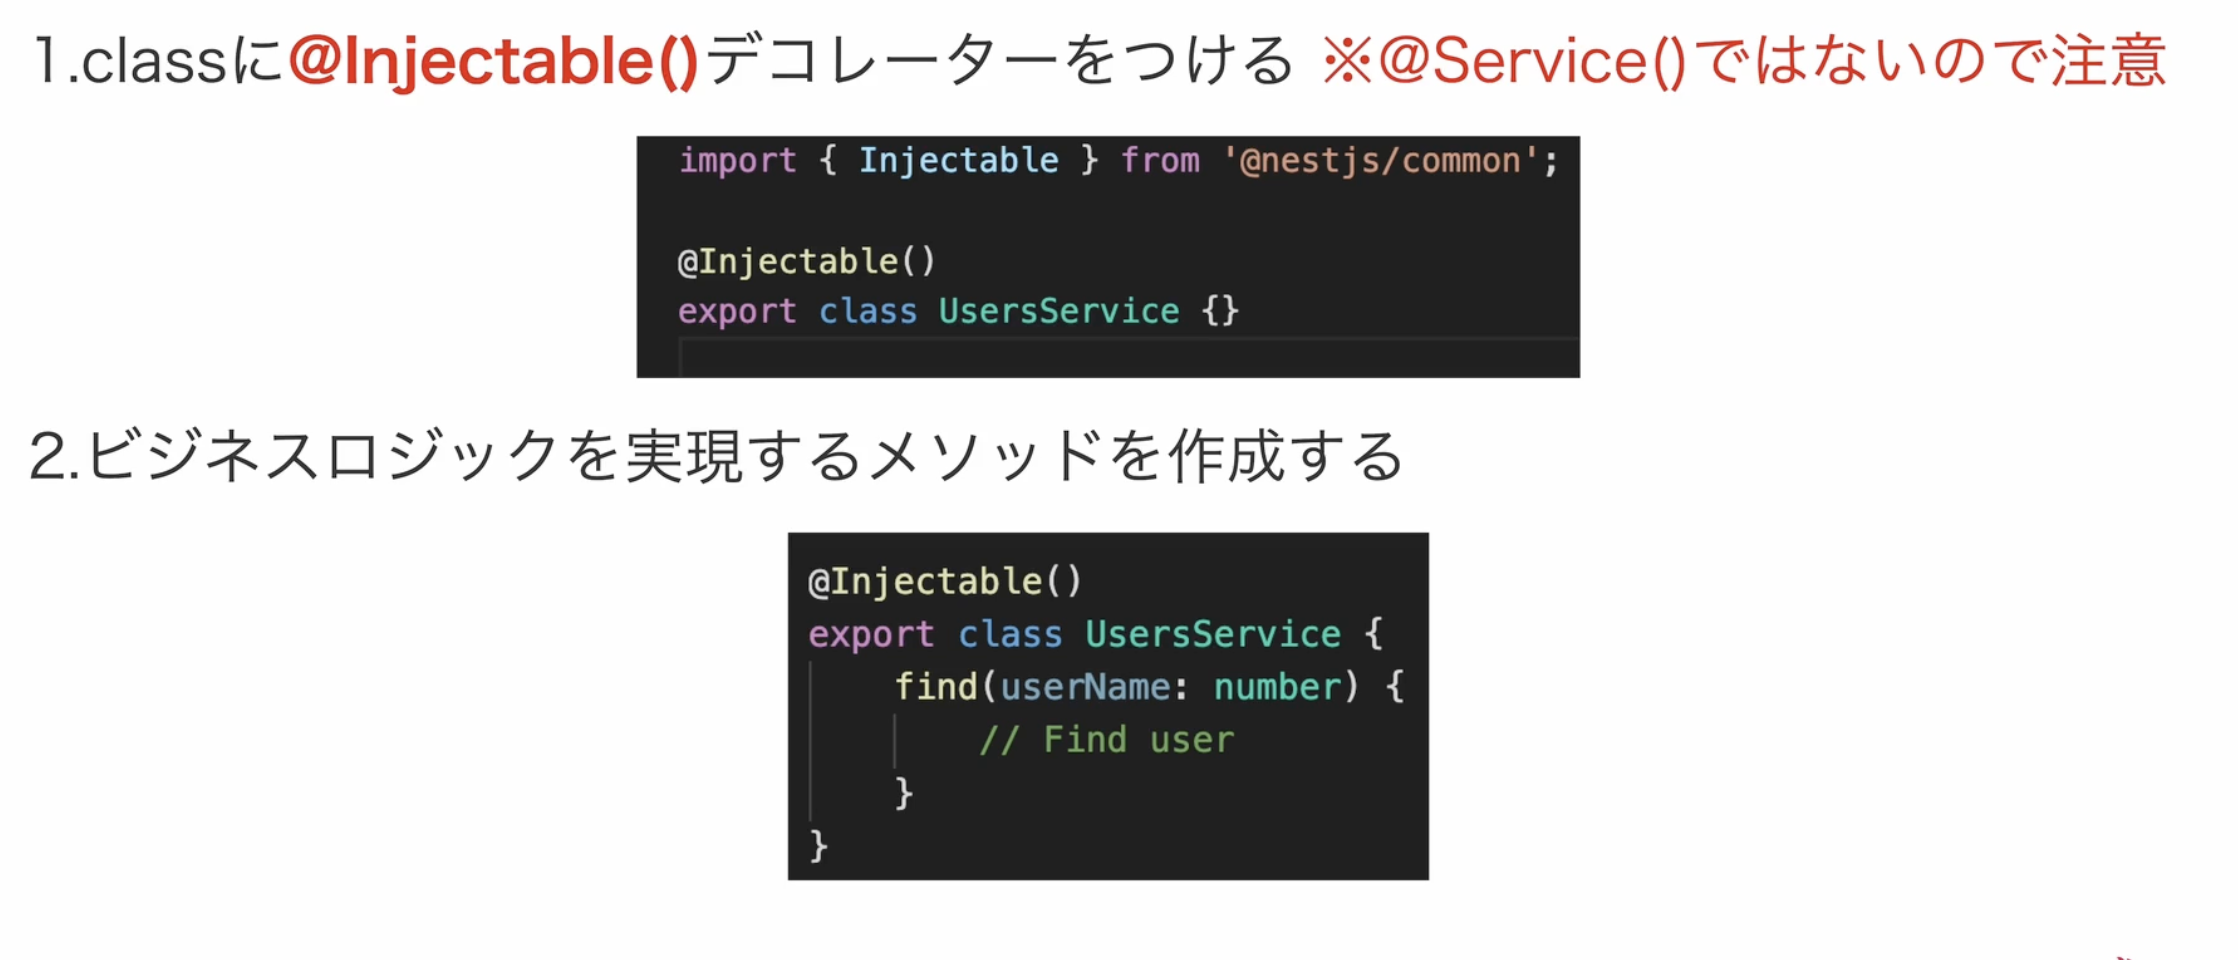 1.classに@Injectable()デコレーターをつける ※@Service()ではないので注意
import { Injectable } from '@nestjs/common';
@Injectable()
export class UsersService {}
2.ビジネスロジックを実現するメソッドを作成する
@Injectable()
export class UsersService {
find(userName: number) {
// Find user
}
}